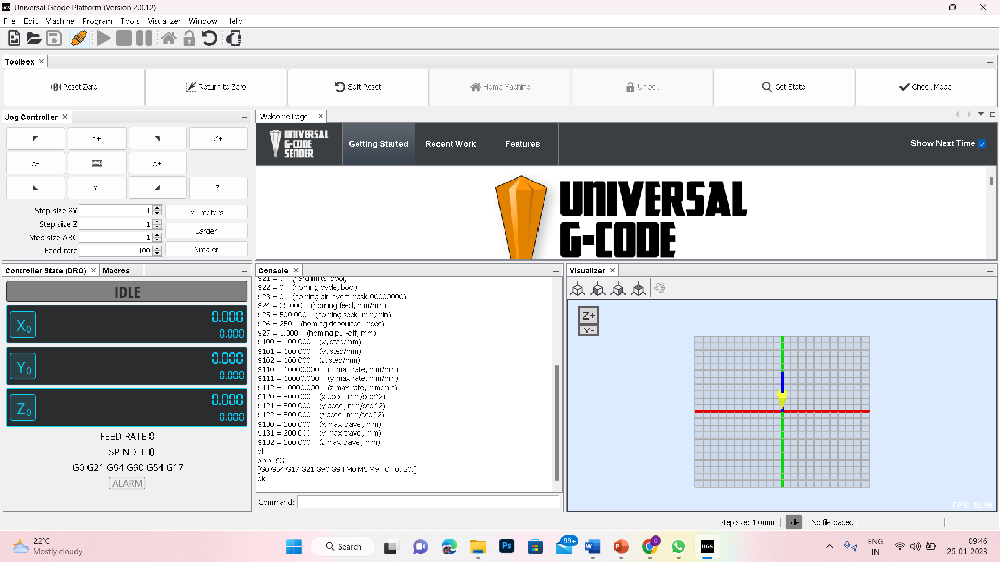 UGS Universal Gcode Platform (Version 2.0.12)
File Edit Machine Program Tools Visualizer Window Help
Toolbox
Reset Zero Return to Zero Soft Reset Home Machine Unlock Get State Check Mode
Jog Controller
Y+ Z+
X- X+
Y- Z-
Step size XY 1 Millimeters
Step size Z 1
Larger
Step size ABC 1
Feed rate 100 Smaller
Welcome Page
UNIVERSAL
G-CODE
SENDER
Getting Started Recent Work Features Show Next Time
UNIVERSAL
G-CODE
Controller State (DRO) Macros
IDLE
X0 0.000
0.000
Y0 0.000
0.000
Z0 0.000
0.000
FEED RATE 0
SPINDLE 0
G0 G21 G94 G90 G54 G17
ALARM
Console
$21 = 0 (hard limits, bool)
$22 = 0 (homing cycle, bool)
$23 = 0 (homing dir invert mask:00000000)
$24 = 25.000 (homing feed, mm/min)
$25 = 500.000 (homing seek, mm/min)
$26 = 250 (homing debounce, msec)
$27 = 1.000 (homing pull-off, mm)
$100 = 100.000 (x, step/mm)
$101 = 100.000 (y, step/mm)
$102 = 100.000 (z, step/mm)
$110 = 10000.000 (x max rate, mm/min)
$111 = 10000.000 (y max rate, mm/min)
$112 = 10000.000 (z max rate, mm/min)
$120 = 800.000 (x accel, mm/sec^2)
$121 = 800.000 (y accel, mm/sec^2)
$122 = 800.000 (z accel, mm/sec^2)
$130 = 200.000 (x max travel, mm)
$131 = 200.000 (y max travel, mm)
$132 = 200.000 (z max travel, mm)
ok
>>> $G
[G0 G54 G17 G21 G90 G94 M0 M5 M9 T0 F0. S0.]
ok
Command:
Visualizer
Z+
Y-
FPS: 12.96
Step size: 1.0mm Idle No file loaded
22°C
Mostly cloudy
Search
Ps
99+
W
P
C
UGS
ENG
IN
09:46
25-01-2023